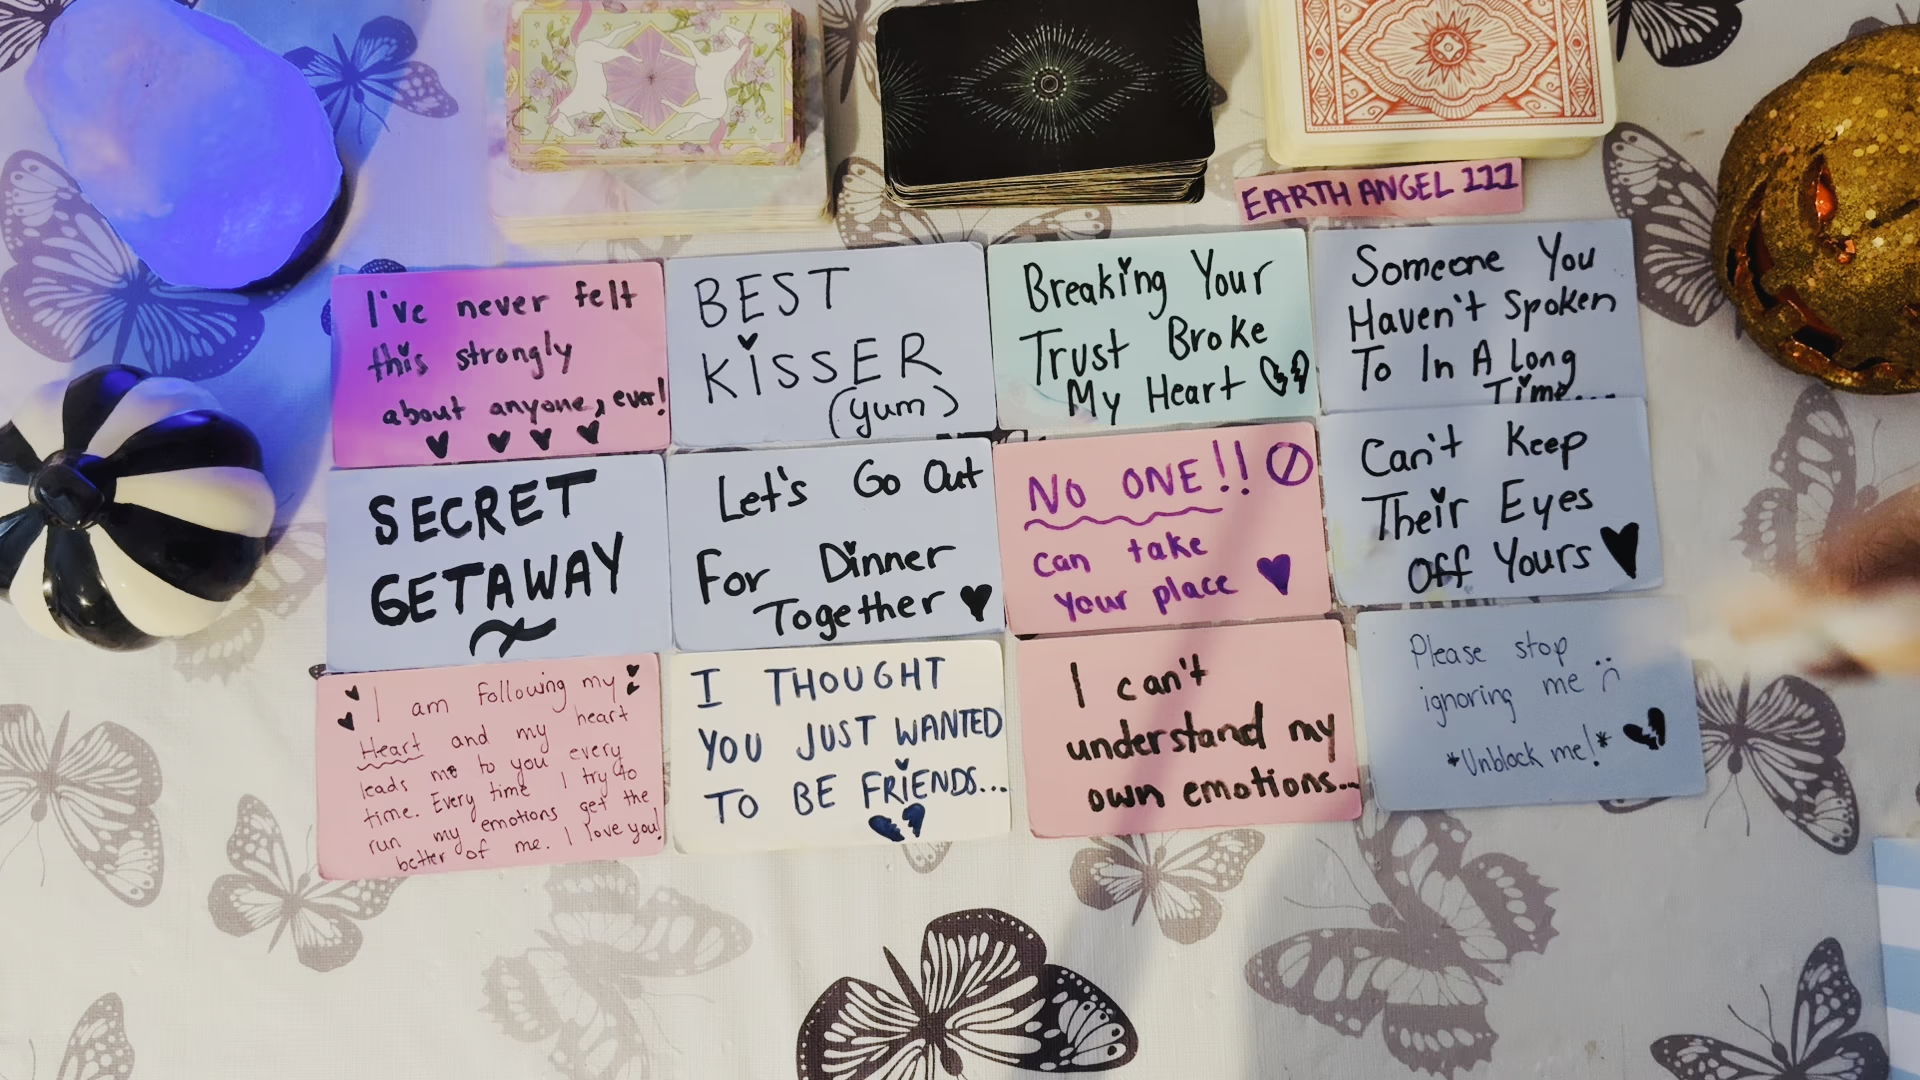 EARTH ANGEL 111
I've never felt
this strongly
about anyone, ever!
BEST
KiSSER
(yum)
Breaking Your
Trust Broke
My Heart
Someone You
Haven't Spoken
To In A long
Time...
SECRET
GETAWAY
Let's Go Out
For Dinner
Together
No ONE!!
can take
your place
Can't Keep
Their Eyes
Off Yours
I am following my
Heart and my heart
leads me to you every
time. Every time I try to
run my emotions get the
better of me. I love you!
I THOUGHT
YOU JUST WANTED
TO BE FRiENDS...
I can't
understand my
own emotions...
Please stop
ignoring me :(
*Unblock me!*